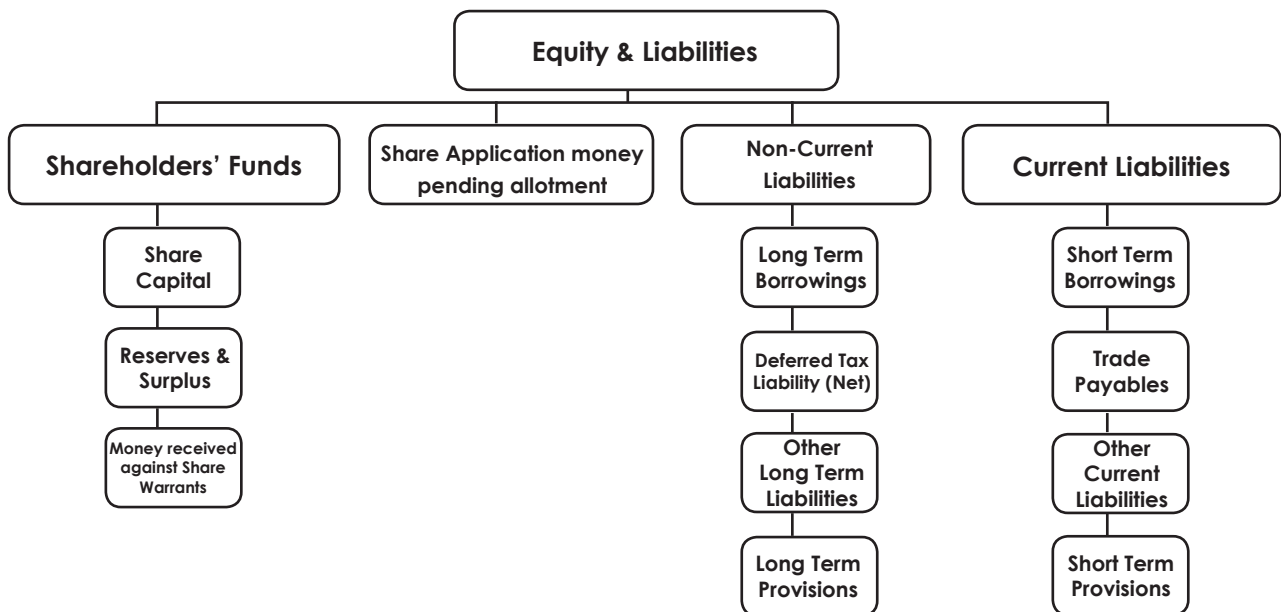 Equity & Liabilities
Shareholders’ Funds
Share Application money
pending allotment
Non-Current
Liabilities
Current Liabilities
Share
Capital
Reserves &
Surplus
Money received
against Share
Warrants
Long Term
Borrowings
Deferred Tax
Liability (Net)
Other
Long Term
Liabilities
Long Term
Provisions
Short Term
Borrowings
Trade
Payables
Other
Current
Liabilities
Short Term
Provisions